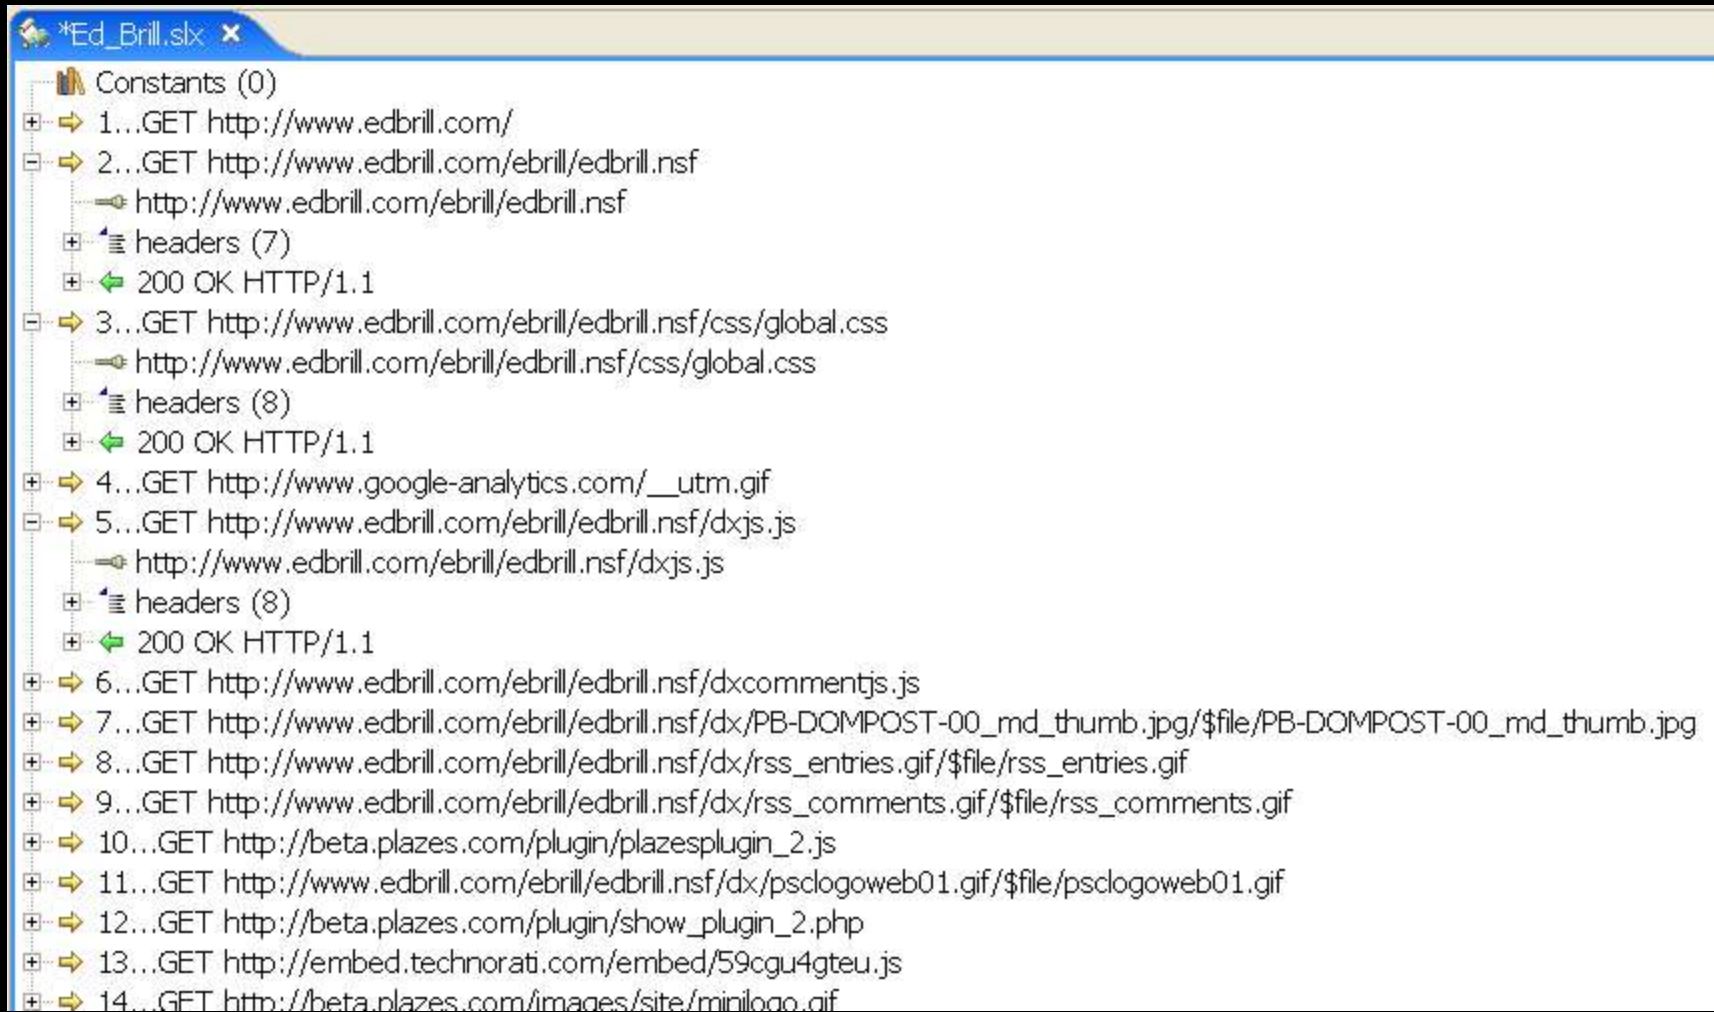 *Ed_Brill.slx
Constants (0)
1...GET http://www.edbrill.com/
2...GET http://www.edbrill.com/ebrill/edbrill.nsf
http://www.edbrill.com/ebrill/edbrill.nsf
headers (7)
200 OK HTTP/1.1
3...GET http://www.edbrill.com/ebrill/edbrill.nsf/css/global.css
http://www.edbrill.com/ebrill/edbrill.nsf/css/global.css
headers (8)
200 OK HTTP/1.1
4...GET http://www.google-analytics.com/__utm.gif
5...GET http://www.edbrill.com/ebrill/edbrill.nsf/dxjs.js
http://www.edbrill.com/ebrill/edbrill.nsf/dxjs.js
headers (8)
200 OK HTTP/1.1
6...GET http://www.edbrill.com/ebrill/edbrill.nsf/dxcommentjs.js
7...GET http://www.edbrill.com/ebrill/edbrill.nsf/dx/PB-DOMPOST-00_md_thumb.jpg/$file/PB-DOMPOST-00_md_thumb.jpg
8...GET http://www.edbrill.com/ebrill/edbrill.nsf/dx/rss_entries.gif/$file/rss_entries.gif
9...GET http://www.edbrill.com/ebrill/edbrill.nsf/dx/rss_comments.gif/$file/rss_comments.gif
10...GET http://beta.plazes.com/plugin/plazesplugin_2.js
11...GET http://www.edbrill.com/ebrill/edbrill.nsf/dx/psclogoweb01.gif/$file/psclogoweb01.gif
12...GET http://beta.plazes.com/plugin/show_plugin_2.php
13...GET http://embed.technorati.com/embed/59cgu4gteu.js
14...GET http://beta.plazes.com/images/site/minilogo.gif